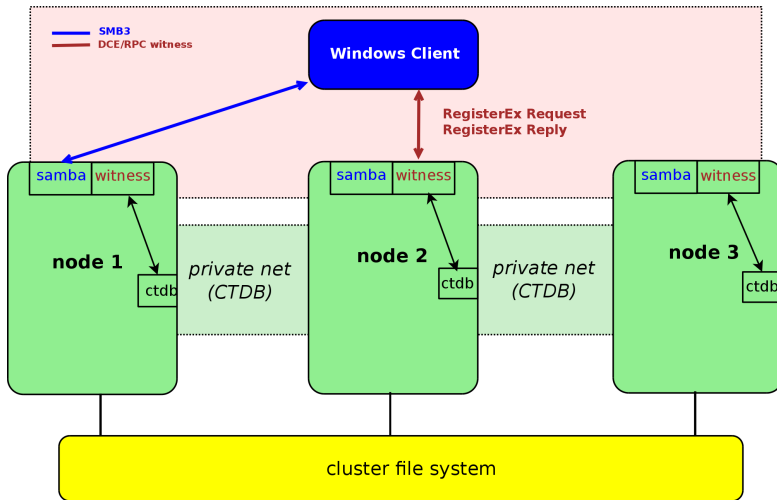 SMB3
DCE/RPC witness
Windows Client
RegisterEx Request
RegisterEx Reply
samba witness
samba witness
samba witness
node 1
node 2
node 3
private net
(CTDB)
private net
(CTDB)
ctdb
ctdb
ctdb
cluster file system